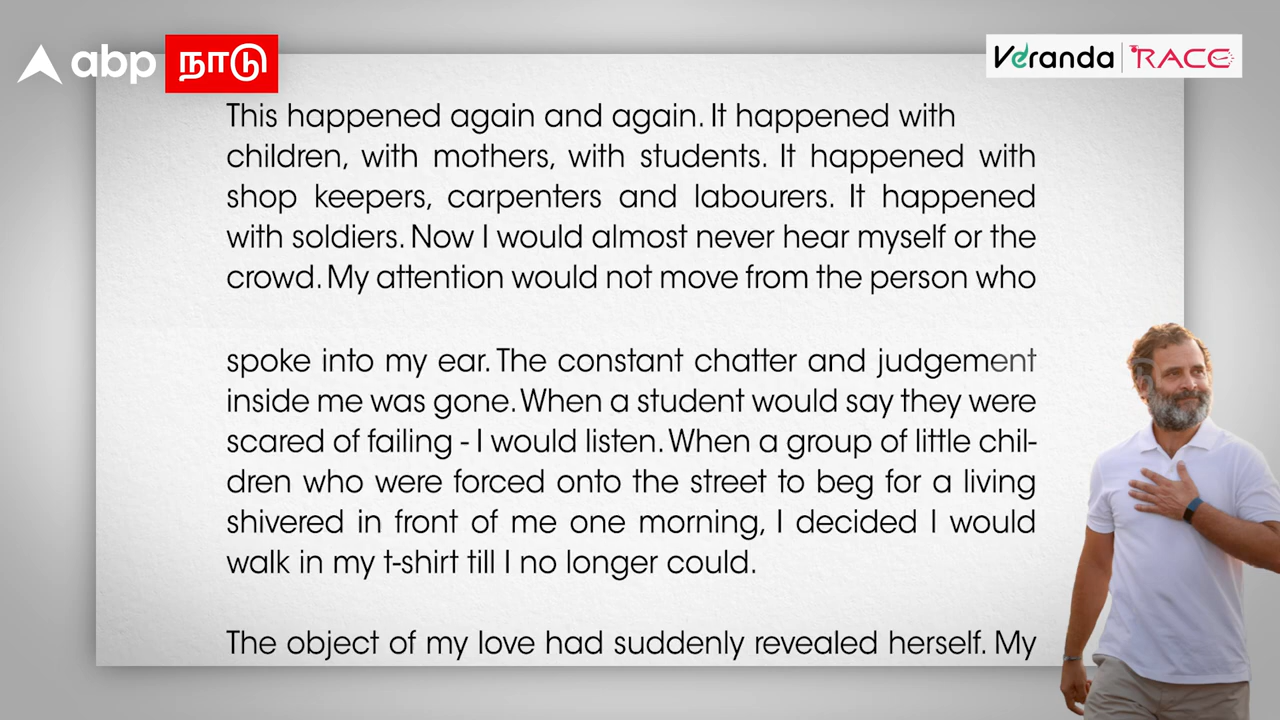 abp நாடு
Veranda RACE
This happened again and again. It happened with
children, with mothers, with students. It happened with
shop keepers, carpenters and labourers. It happened
with soldiers. Now I would almost never hear myself or the
crowd. My attention would not move from the person who
spoke into my ear. The constant chatter and judgement
inside me was gone. When a student would say they were
scared of failing - I would listen. When a group of little chil-
dren who were forced onto the street to beg for a living
shivered in front of me one morning, I decided I would
walk in my t-shirt till I no longer could.
The object of my love had suddenly revealed herself. My